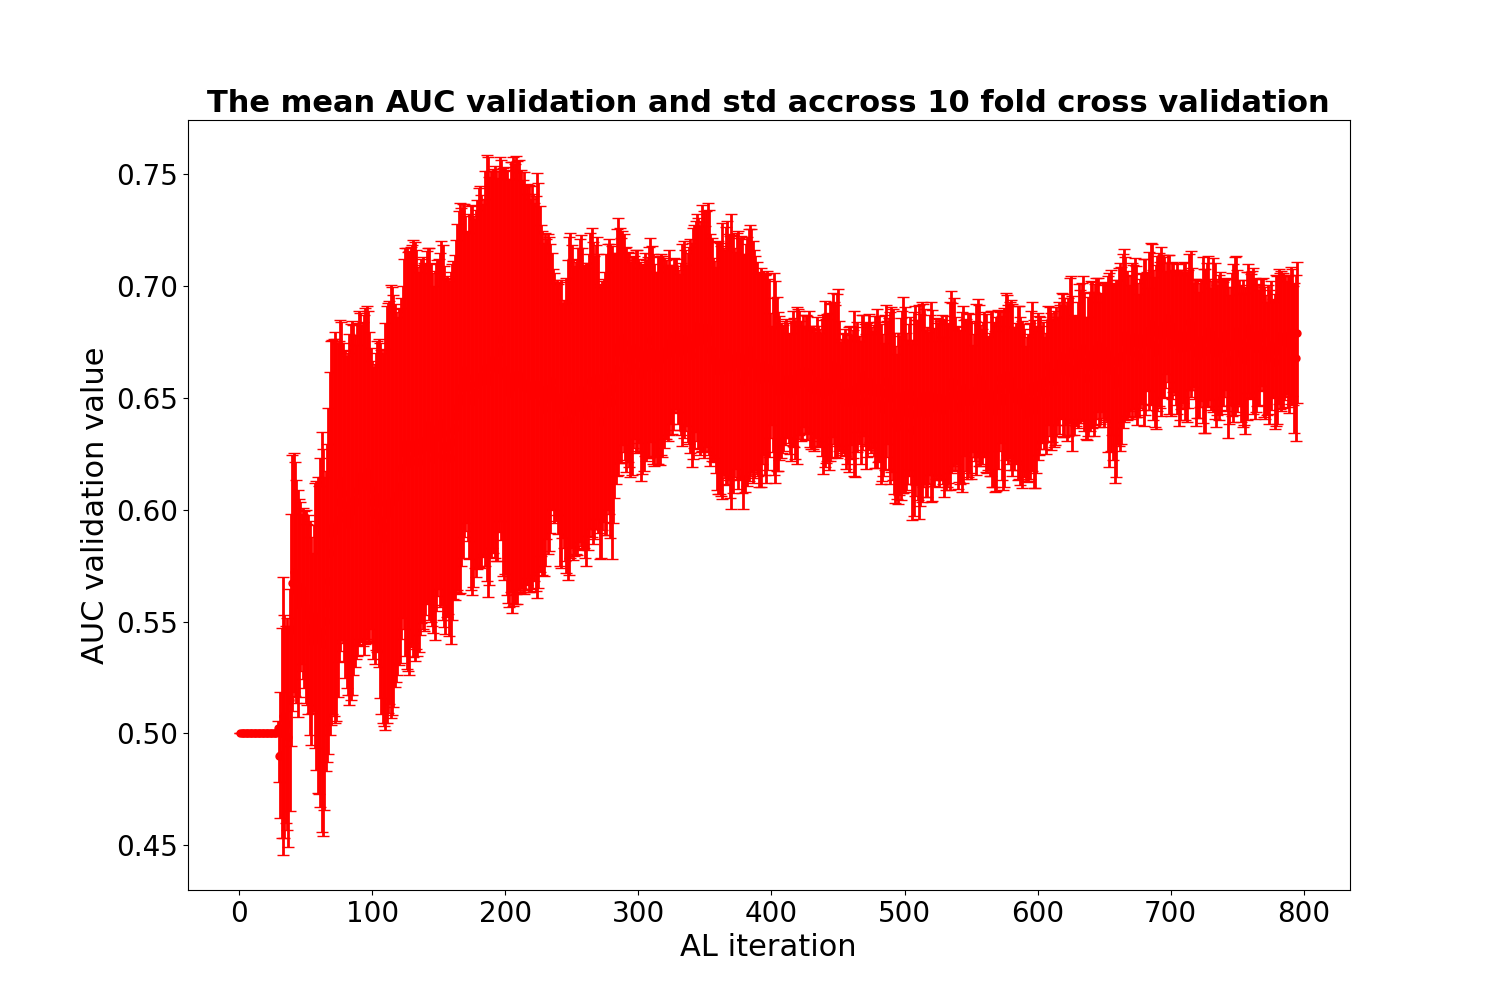 The mean AUC validation and std accross 10 fold cross validation
0.75
0.70
0.65
0.60
0.55
0.50
0.45
AUC validation value
0 100 200 300 400 500 600 700 800
AL iteration